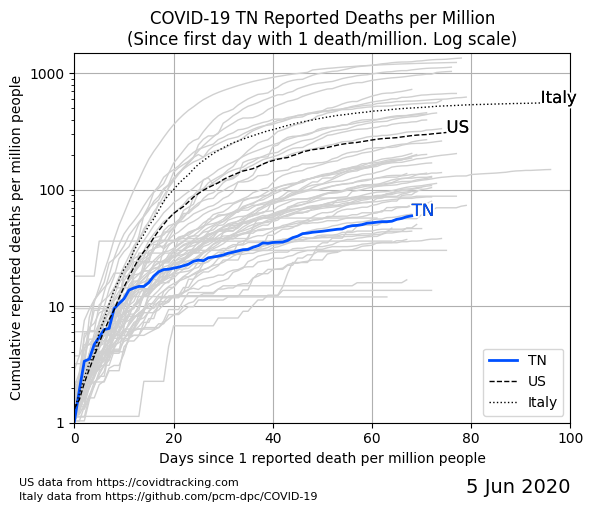 COVID-19 TN Reported Deaths per Million
(Since first day with 1 death/million. Log scale)
Cumulative reported deaths per million people
1000
100
10
1
Italy
US
TN
TN
US
Italy
0 20 40 60 80 100
Days since 1 reported death per million people
US data from https://covidtracking.com
Italy data from https://github.com/pcm-dpc/COVID-19
5 Jun 2020